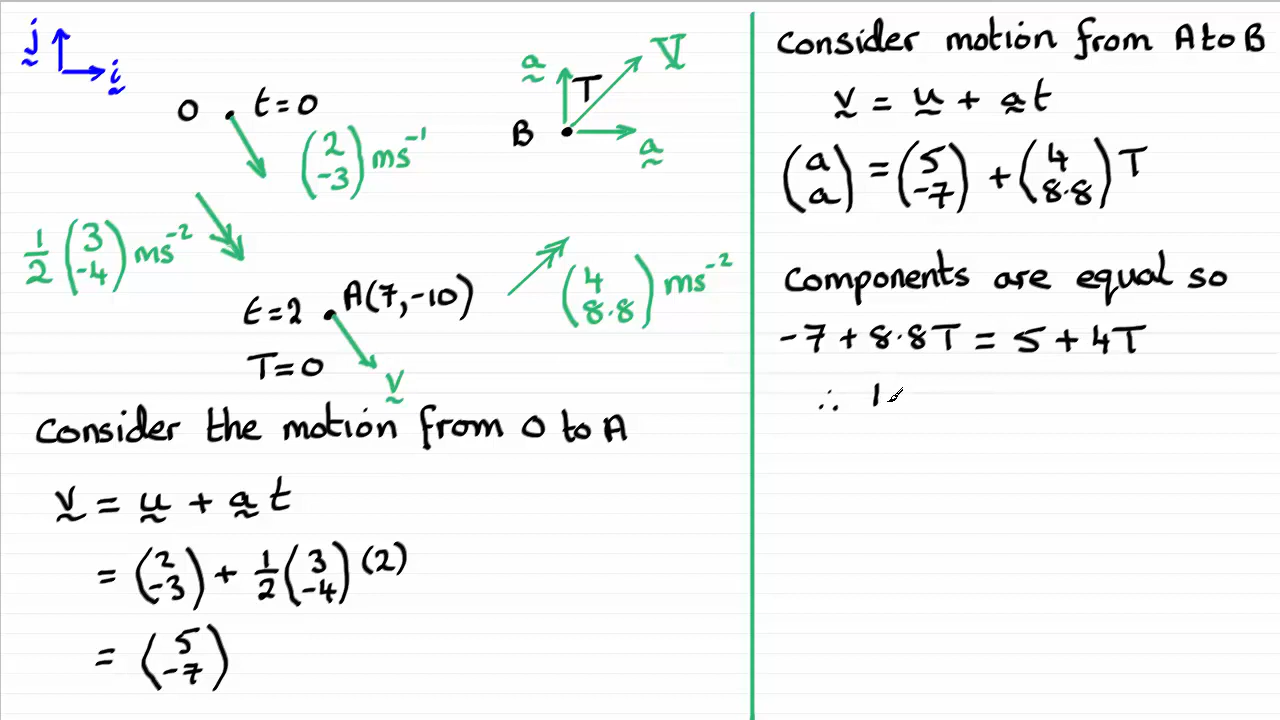 j
i
O . t=0
(2 -3) ms⁻¹
1/2 (3 -4) ms⁻²
t=2 . A(7,-10)
T=0
v
a T V
B
a
(4 8.8) ms⁻²
Consider the motion from O to A
v = u + a t
= (2 -3) + 1/2 (3 -4) (2)
= (5 -7)
Consider motion from A to B
v = u + a t
(a a) = (5 -7) + (4 8.8) T
Components are equal so
-7 + 8.8T = 5 + 4T
∴ 1